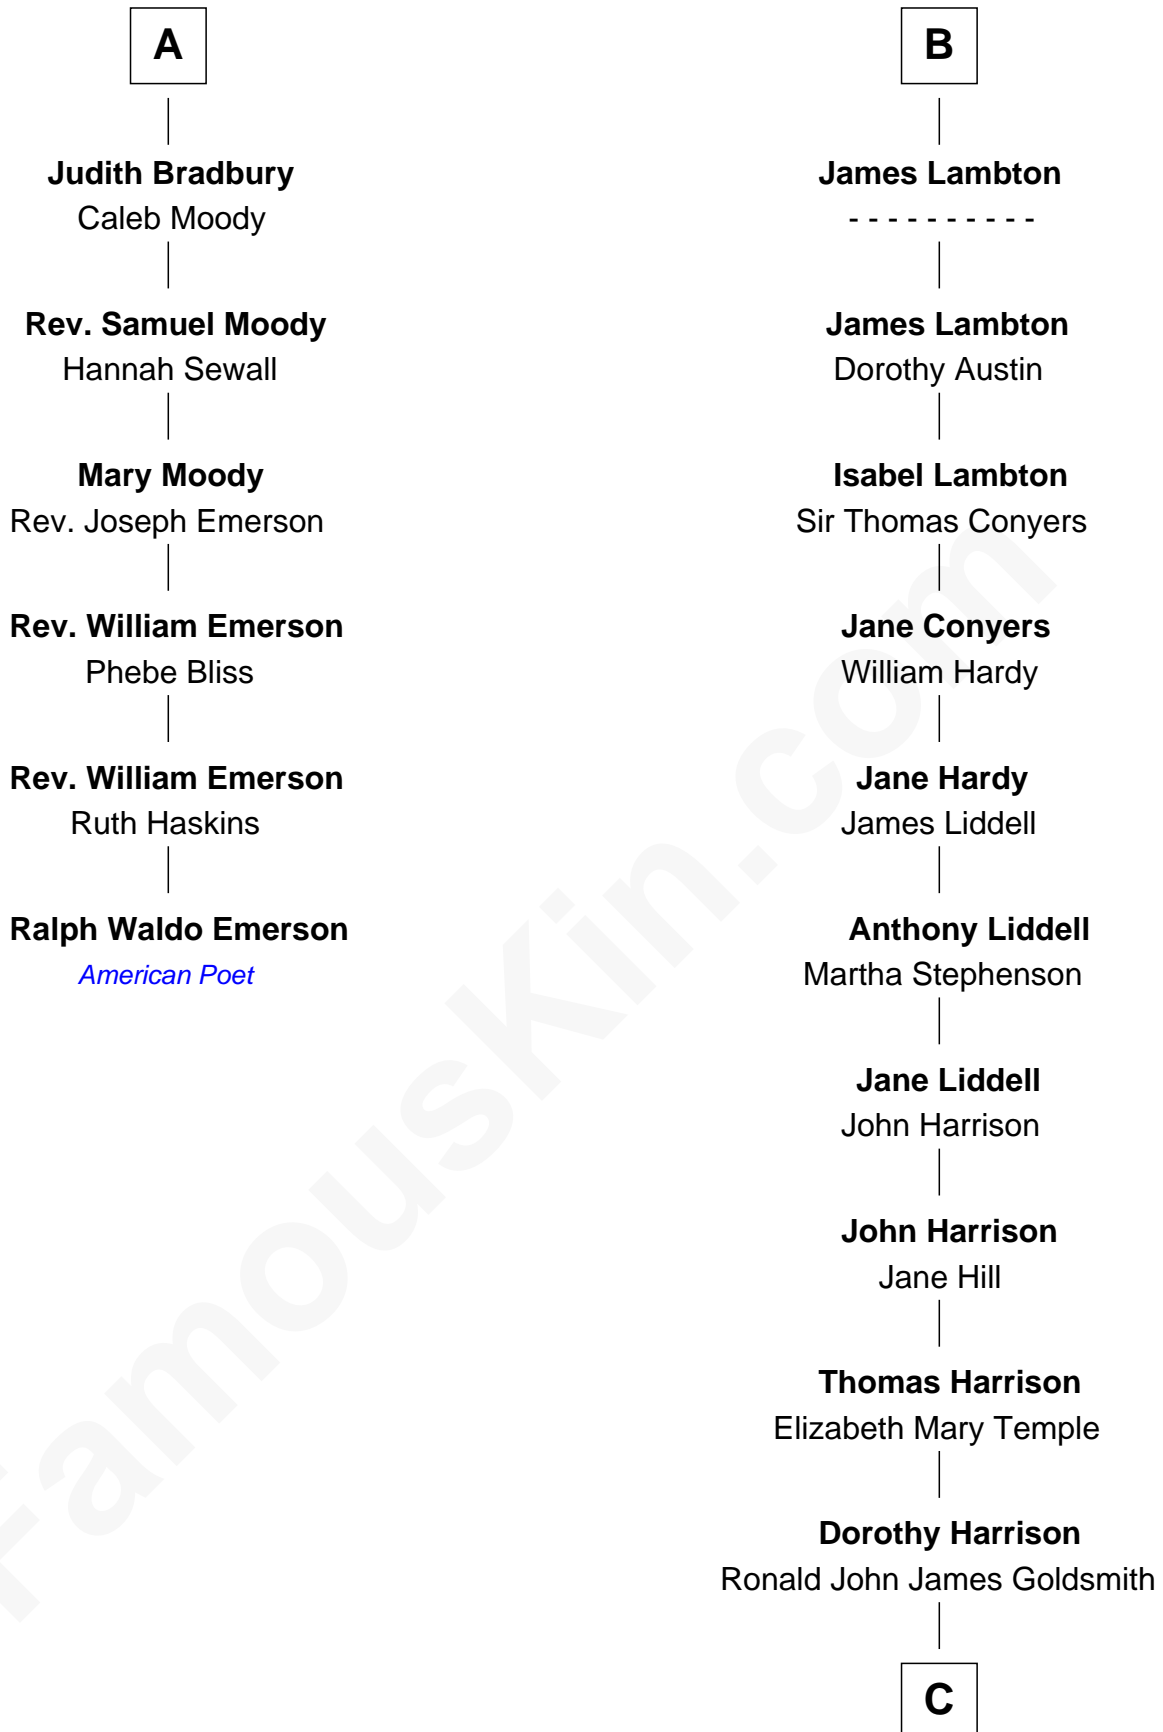 A
Judith Bradbury
Caleb Moody
Rev. Samuel Moody
Hannah Sewall
Mary Moody
Rev. Joseph Emerson
Rev. William Emerson
Phebe Bliss
Rev. William Emerson
Ruth Haskins
Ralph Waldo Emerson
American Poet
B
James Lambton
- - - - - - - - - -
James Lambton
Dorothy Austin
Isabel Lambton
Sir Thomas Conyers
Jane Conyers
William Hardy
Jane Hardy
James Liddell
Anthony Liddell
Martha Stephenson
Jane Liddell
John Harrison
John Harrison
Jane Hill
Thomas Harrison
Elizabeth Mary Temple
Dorothy Harrison
Ronald John James Goldsmith
C
FamousKin.com